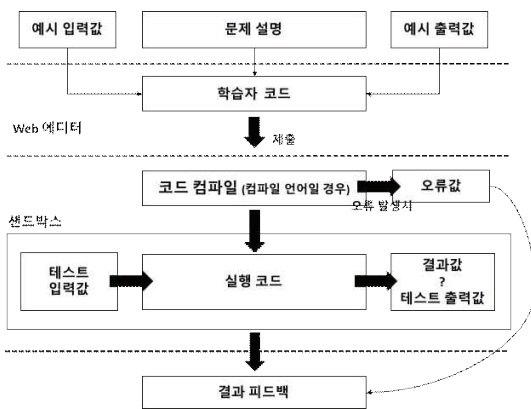 예시 입력값
문제 설명
예시 출력값
학습자 코드
Web 에디터
제출
코드 컴파일 (컴파일 언어일 경우)
오류값
오류 발생시
샌드박스
테스트
입력값
실행 코드
결과값
?
테스트 출력값
결과 피드백